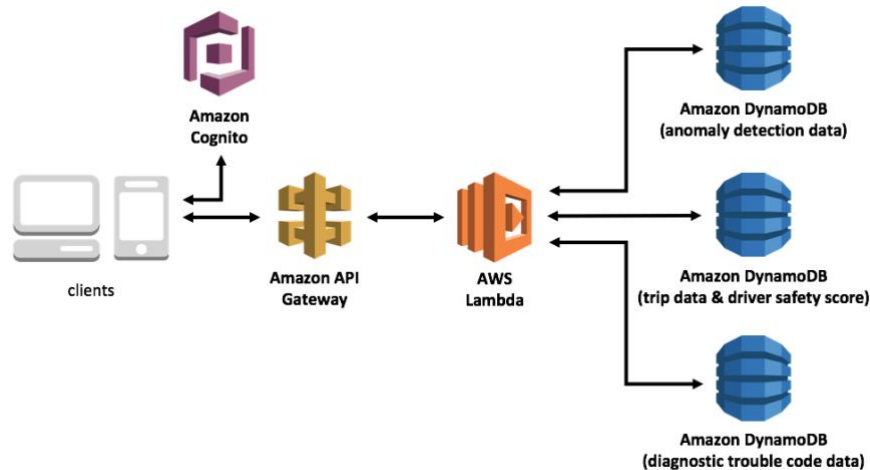 Amazon
Cognito
clients
Amazon API
Gateway
AWS
Lambda
Amazon DynamoDB
(anomaly detection data)
Amazon DynamoDB
(trip data & driver safety score)
Amazon DynamoDB
(diagnostic trouble code data)